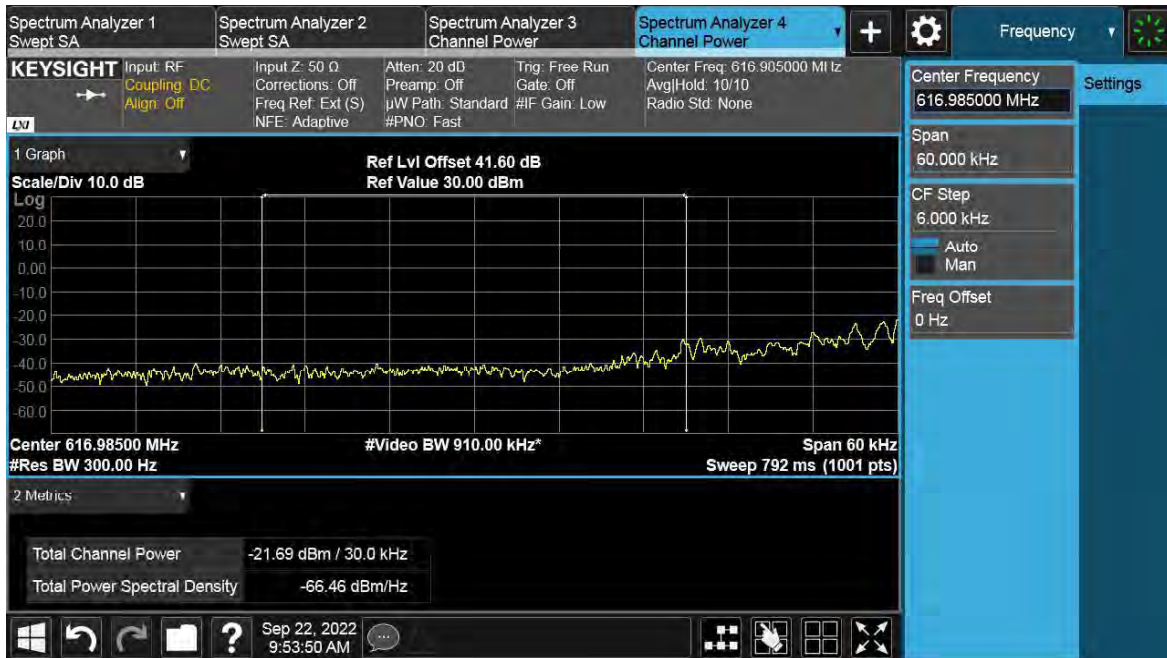 Spectrum Analyzer 1
Swept SA
Spectrum Analyzer 2
Swept SA
Spectrum Analyzer 3
Channel Power
Spectrum Analyzer 4
Channel Power
+
Frequency
KEYSIGHT
LXI
Input: RF
Coupling: DC
Align: Off
Input Z: 50 Ω
Corrections: Off
Freq Ref: Ext (S)
NFE: Adaptive
Atten: 20 dB
Preamp: Off
µW Path: Standard
#PNO: Fast
Trig: Free Run
Gate: Off
#IF Gain: Low
Center Freq: 616.985000 MHz
Avg|Hold: 10/10
Radio Std: None
Center Frequency
616.985000 MHz
Settings
Span
60.000 kHz
CF Step
6.000 kHz
Auto
Man
Freq Offset
0 Hz
1 Graph
Scale/Div 10.0 dB
Ref Lvl Offset 41.60 dB
Ref Value 30.00 dBm
Log
20.0
10.0
0.00
-10.0
-20.0
-30.0
-40.0
-50.0
-60.0
Center 616.98500 MHz
#Video BW 910.00 kHz*
Span 60 kHz
#Res BW 300.00 Hz
Sweep 792 ms (1001 pts)
2 Metrics
Total Channel Power -21.69 dBm / 30.0 kHz
Total Power Spectral Density -66.46 dBm/Hz
?
Sep 22, 2022
9:53:50 AM